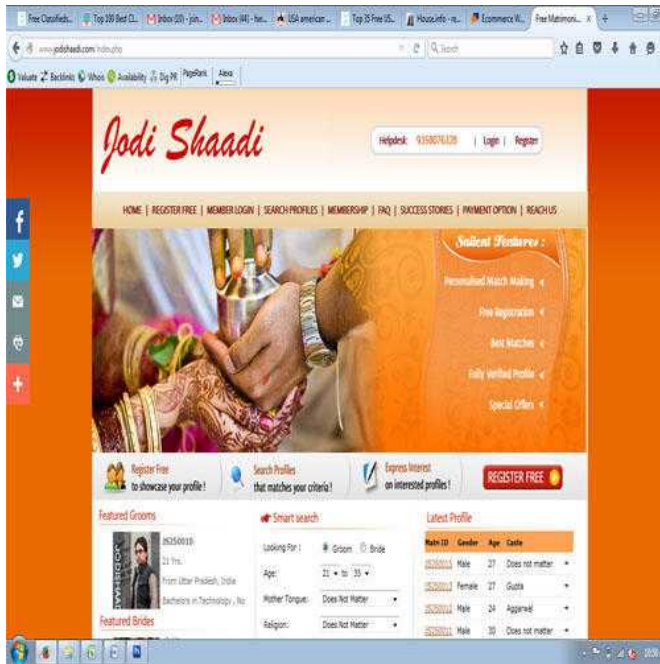 Free Classifieds..
Top 100 Best Cl..
Inbox (20) - join..
Inbox (44) - her..
USA american ...
Top 35 Free US..
House.info - re...
Ecommerce W...
Free Matrimoni...
www.jodishaadi.com/index.php
Search
Valuate Backlinks Whois Availability Dig PR PageRank Alexa
Jodi Shaadi
Helpdesk: | Login | Register
HOME | REGISTER FREE | MEMBER LOGIN | SEARCH PROFILES | MEMBERSHIP | FAQ | SUCCESS STORIES | PAYMENT OPTION | REACH US
Salient Features :
Personalised Match Making
Free Registration
Best Matches
Fully Verified Profile
Special Offers
Register Free
to showcase your profile !
Search Profiles
that matches your criteria !
Express Interest
on interested profiles !
REGISTER FREE
Featured Grooms
JS250010
21 Yrs.
From Uttar Pradesh, India
Bachelors in Technology , No
Featured Brides
Smart search
Looking For : Groom Bride
Age: 21 to 35
Mother Tongue: Does Not Matter
Religion: Does Not Matter
Latest Profile
Matri ID Gender Age Caste
Male 27 Does not matter
Female 27 Gupta
Male 24 Aggarwal
Male 30 Does not matter